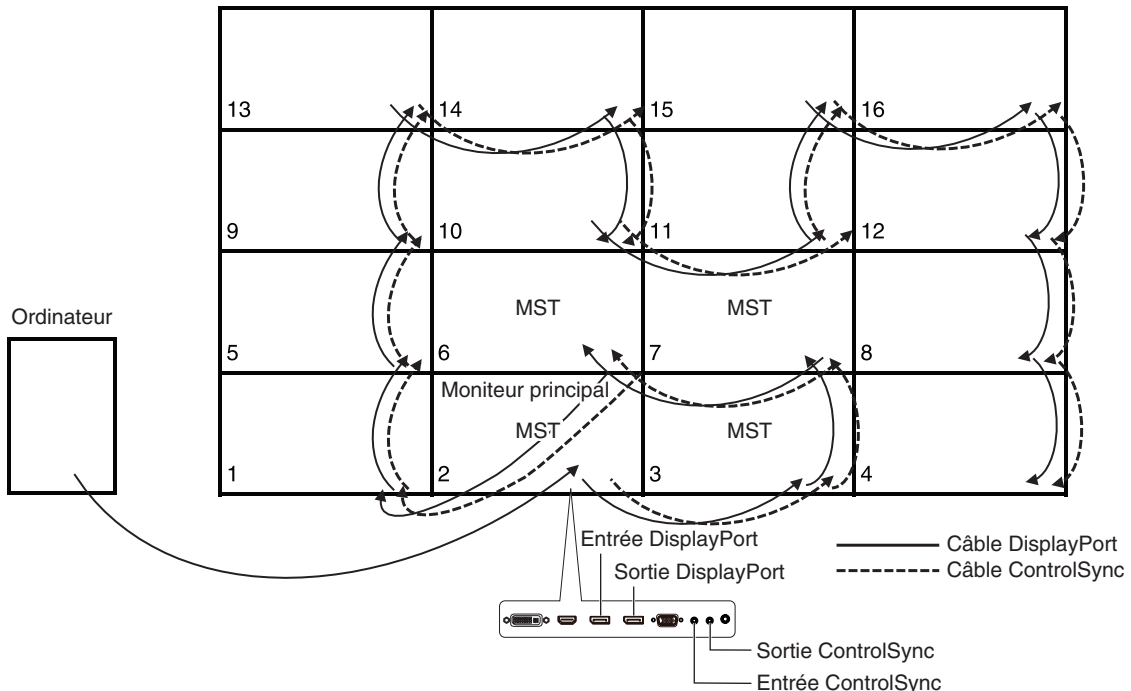 13
14
15
16
9
10
11
12
Ordinateur
MST
MST
5
6
7
8
Moniteur principal
MST
MST
1
2
3
4
Entrée DisplayPort
Sortie DisplayPort
Câble DisplayPort
Câble ControlSync
Sortie ControlSync
Entrée ControlSync